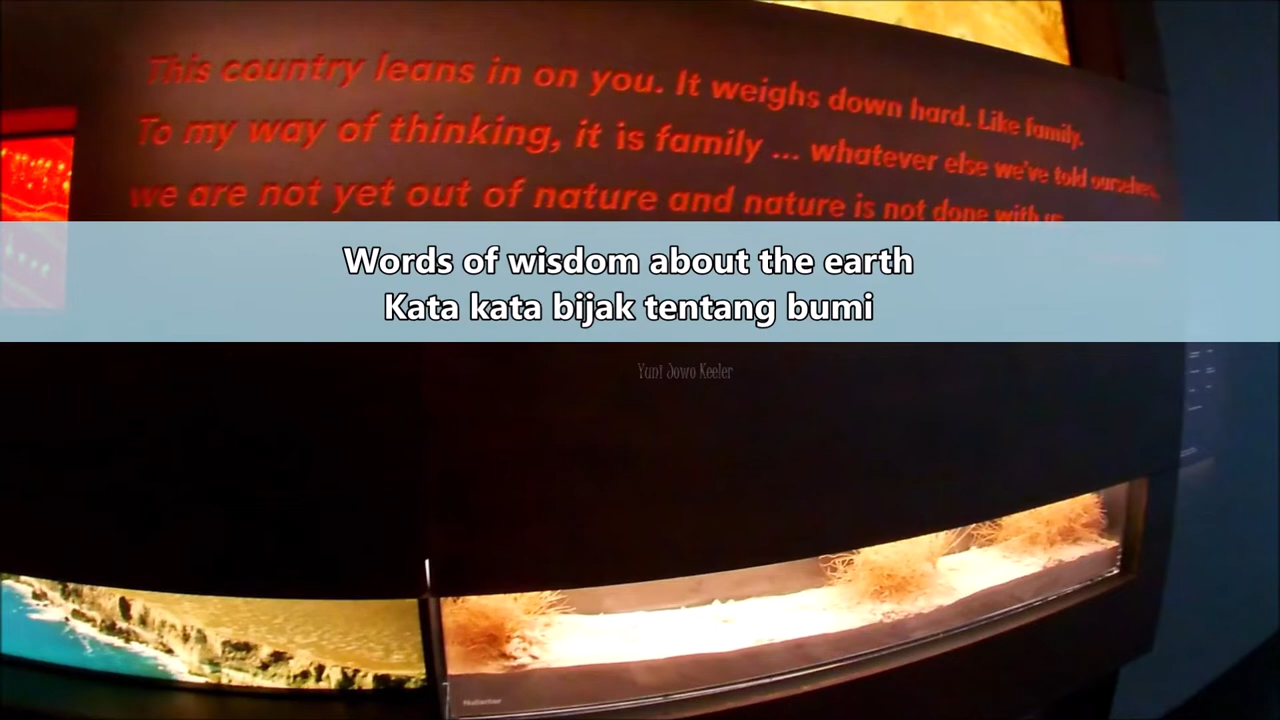 This country leans in on you. It weighs down hard. Like family.
To my way of thinking, it is family ... whatever else we've told ourselves,
we are not yet out of nature and nature is not done with us
Words of wisdom about the earth
Kata kata bijak tentang bumi
Yuni Jowo Keeler
Nullarbor